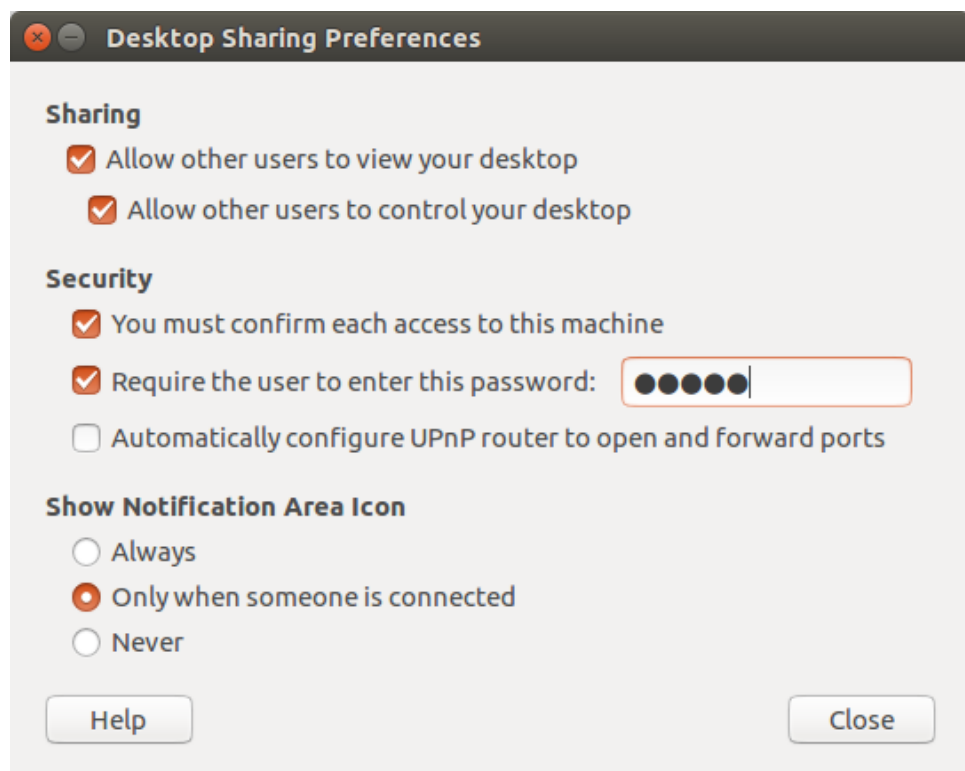 Desktop Sharing Preferences
Sharing
Allow other users to view your desktop
Allow other users to control your desktop
Security
You must confirm each access to this machine
Require the user to enter this password: ●●●●●
Automatically configure UPnP router to open and forward ports
Show Notification Area Icon
Always
Only when someone is connected
Never
Help Close